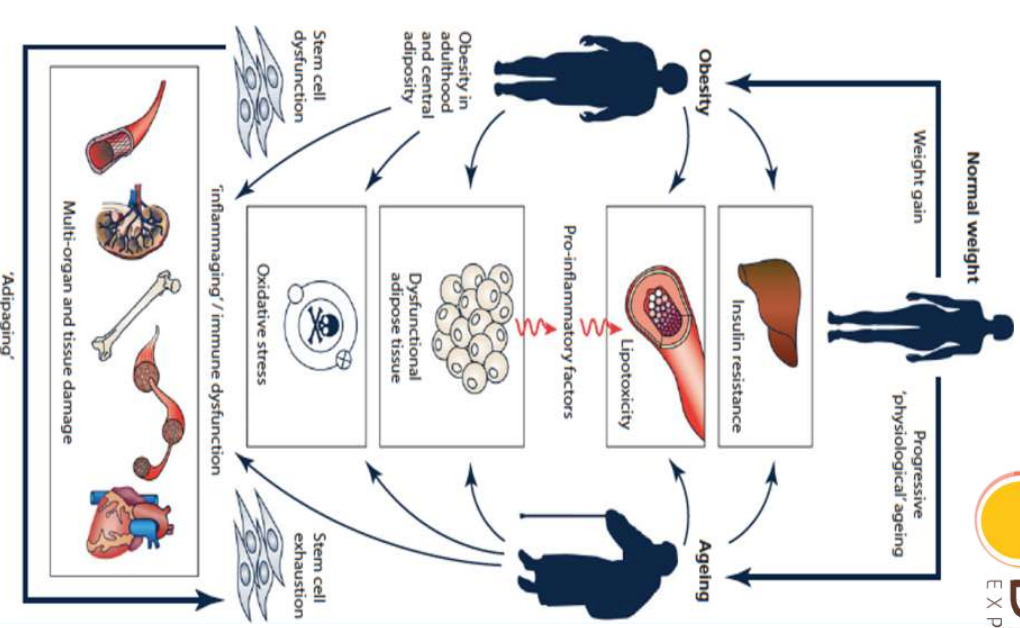 Normal weight
Weight gain
Progressive
'physiological' ageing
Obesity
Ageing
Insulin resistance
Lipotoxicity
Pro-inflammatory factors
Obesity in
adulthood
and central
adiposity
Dysfunctional
adipose tissue
Oxidative stress
Stem cell
dysfunction
Stem cell
exhaustion
'inflammaging' / immune dysfunction
Multi-organ and tissue damage
'Adipaging'
EXP